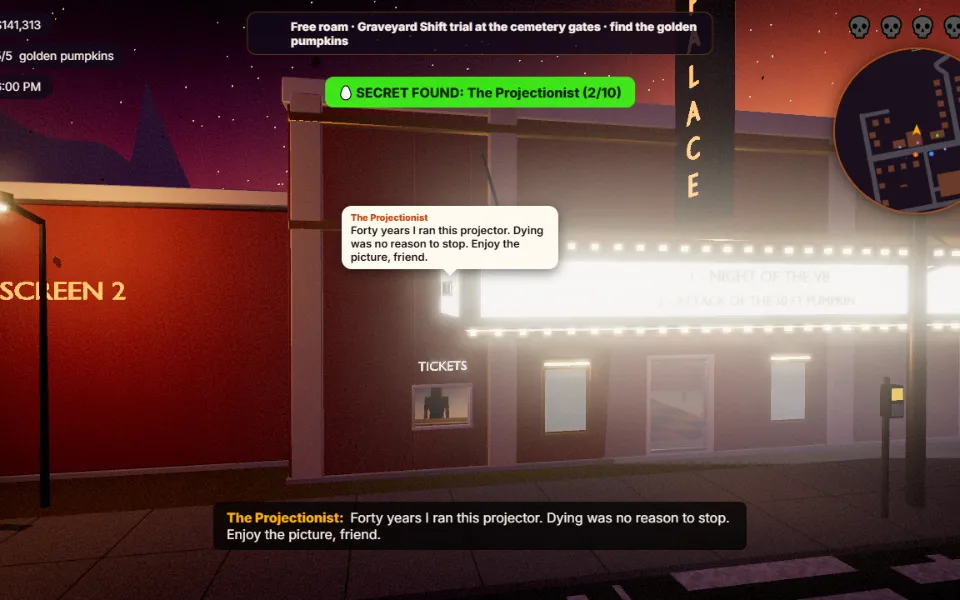 $141,313
Free roam · Graveyard Shift trial at the cemetery gates · find the golden
pumpkins
/5 golden pumpkins
:00 PM
SECRET FOUND: The Projectionist (2/10)
PALACE
The Projectionist
Forty years I ran this projector. Dying
was no reason to stop. Enjoy the
picture, friend.
NIGHT OF THE V8
ATTACK OF THE 50 FT PUMPKIN
SCREEN 2
TICKETS
The Projectionist: Forty years I ran this projector. Dying was no reason to stop.
Enjoy the picture, friend.